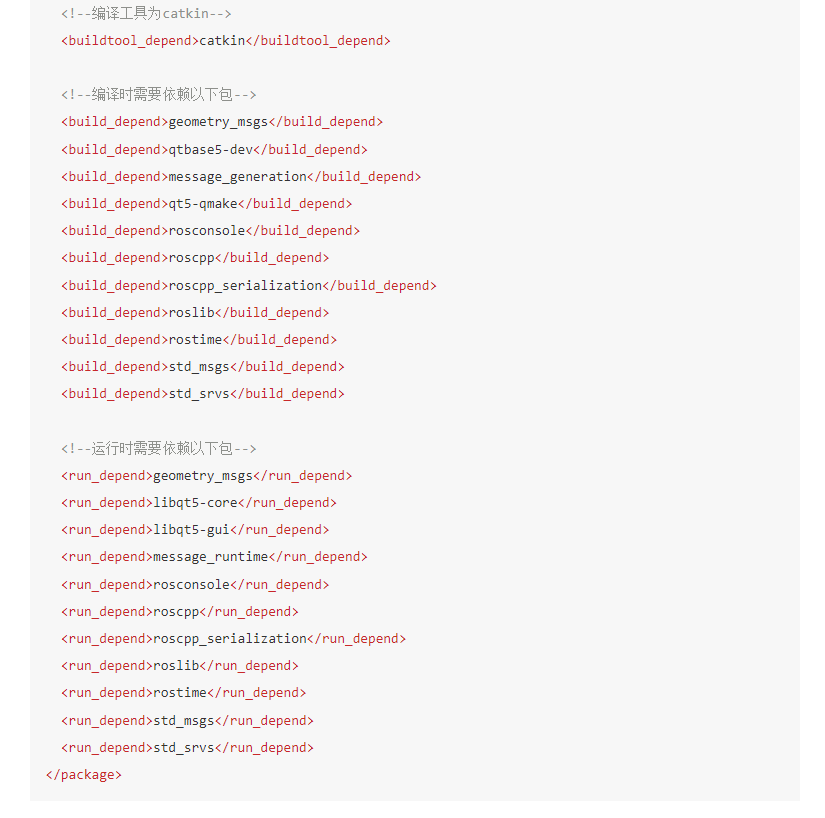 <!--编译工具为catkin-->
<buildtool_depend>catkin</buildtool_depend>
<!--编译时需要依赖以下包-->
<build_depend>geometry_msgs</build_depend>
<build_depend>qtbase5-dev</build_depend>
<build_depend>message_generation</build_depend>
<build_depend>qt5-qmake</build_depend>
<build_depend>rosconsole</build_depend>
<build_depend>roscpp</build_depend>
<build_depend>roscpp_serialization</build_depend>
<build_depend>roslib</build_depend>
<build_depend>rostime</build_depend>
<build_depend>std_msgs</build_depend>
<build_depend>std_srvs</build_depend>
<!--运行时需要依赖以下包-->
<run_depend>geometry_msgs</run_depend>
<run_depend>libqt5-core</run_depend>
<run_depend>libqt5-gui</run_depend>
<run_depend>message_runtime</run_depend>
<run_depend>rosconsole</run_depend>
<run_depend>roscpp</run_depend>
<run_depend>roscpp_serialization</run_depend>
<run_depend>roslib</run_depend>
<run_depend>rostime</run_depend>
<run_depend>std_msgs</run_depend>
<run_depend>std_srvs</run_depend>
</package>